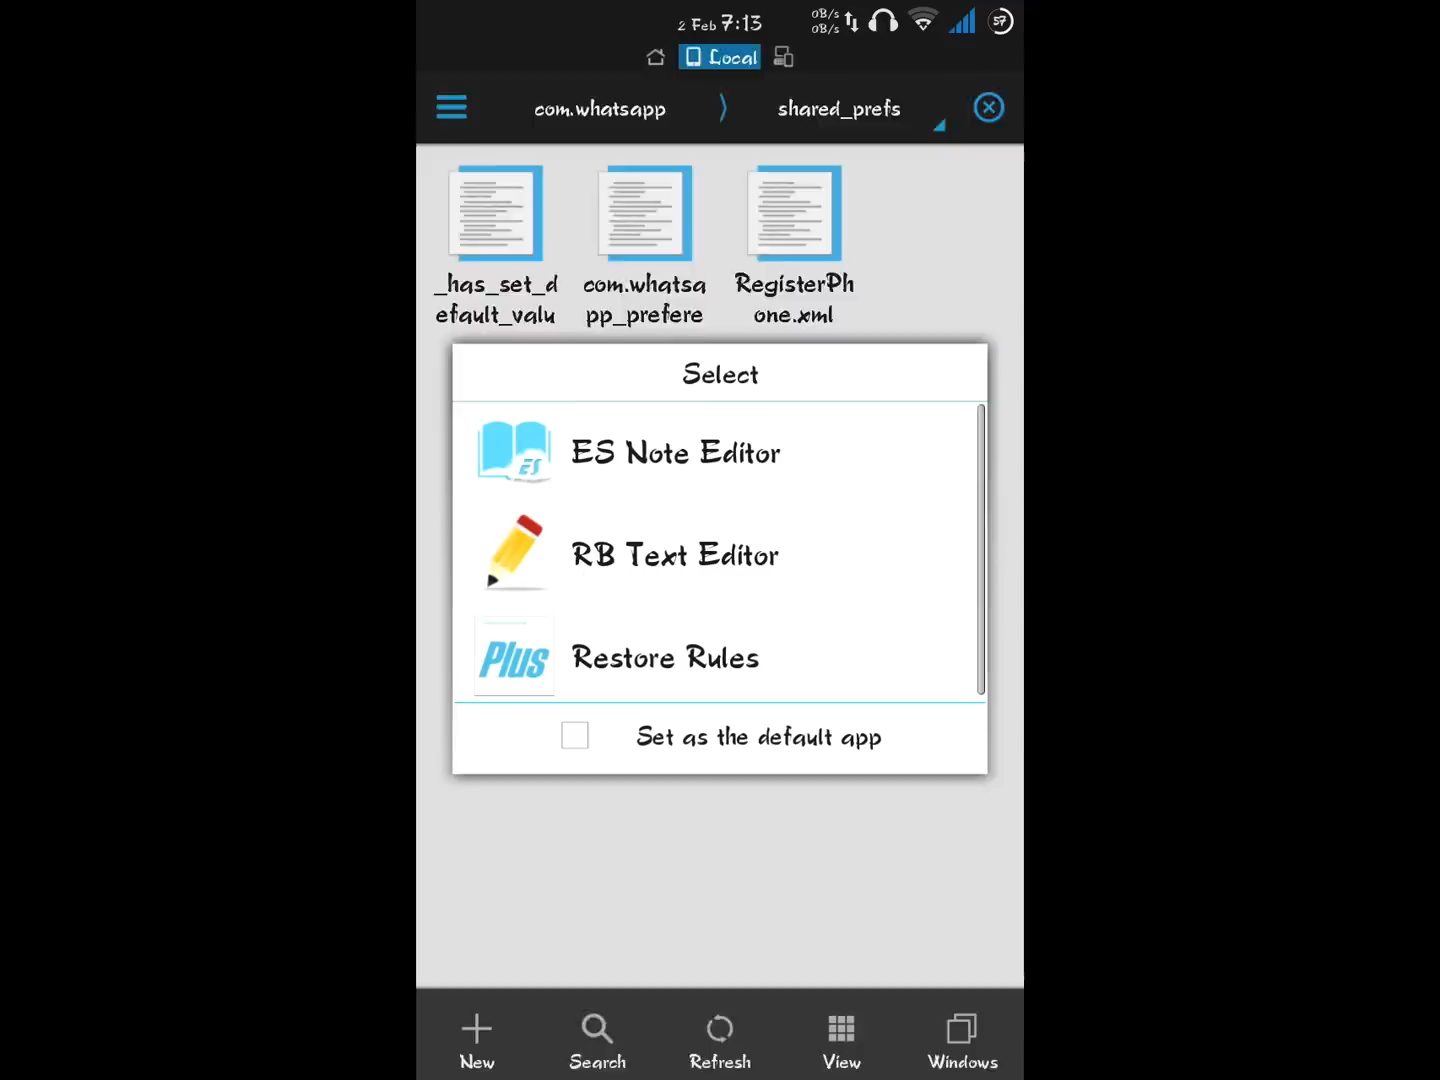 2 Feb 7:13
0B/s
0B/s
57
Local
com.whatsapp
shared_prefs
_has_set_d
efault_valu
com.whatsa
pp_prefere
RegisterPh
one.xml
Select
ES
ES Note Editor
RB Text Editor
Plus
Restore Rules
Set as the default app
New
Search
Refresh
View
Windows